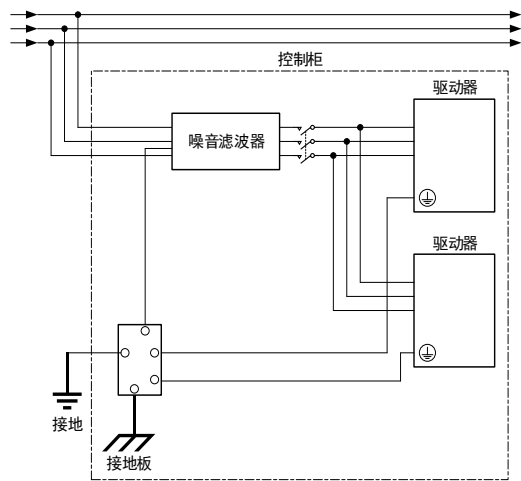 控制柜
驱动器
噪音滤波器
驱动器
接地
接地板